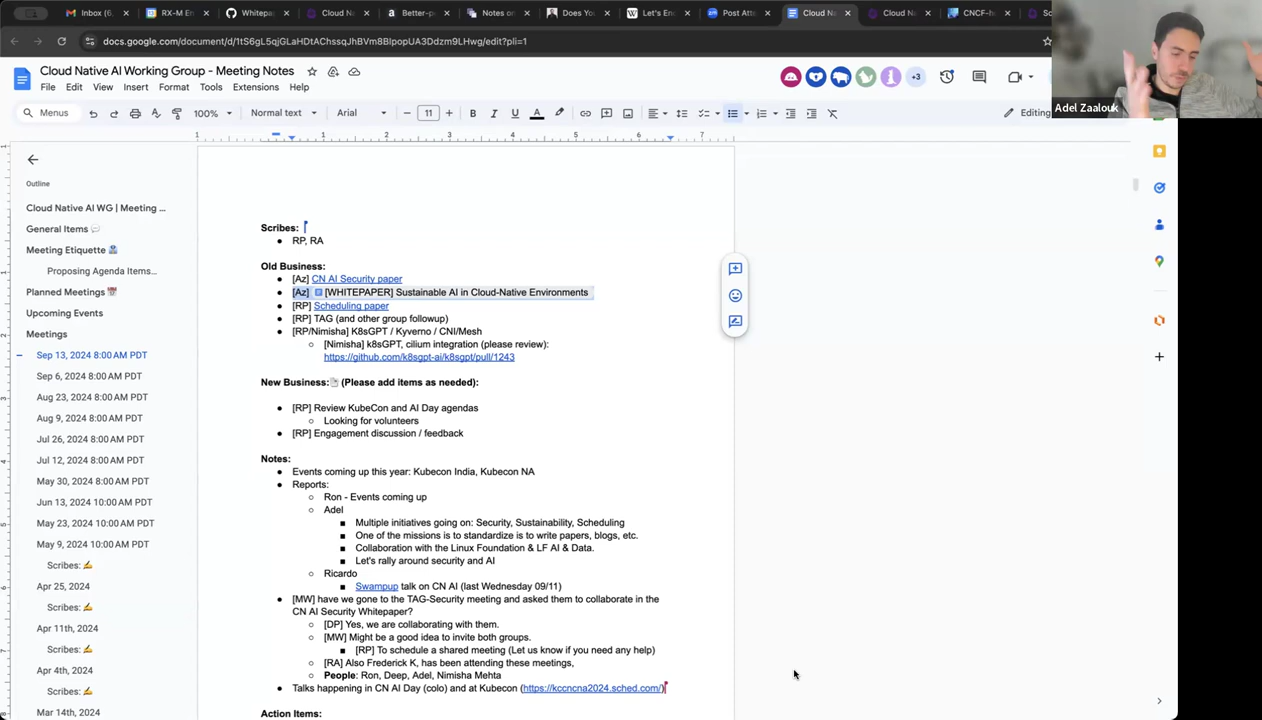 Inbox (6,
RX-M E
Whitepap
Cloud Ne
Better-p
Notes on
Does Yo
Let's En
Post Att
Cloud Na
Cloud Na
CNCF-h
docs.google.com/document/d/1tS6gL5qjGLaHDtAChssqJhBVm8BlpopUA3Ddzm9LHwg/edit?pli=1
Adel Zaalouk
Cloud Native AI Working Group - Meeting Notes
File Edit View Insert Format Tools Extensions Help
+3
Menus
100%
Normal text
Arial
11
B I U A
Editing
1 1 2 3 4 5 6 7
Outline
Cloud Native AI WG | Meeting ...
General Items 💬
Meeting Etiquette
Proposing Agenda Items...
Planned Meetings 📅
Upcoming Events
Meetings
Sep 13, 2024 8:00 AM PDT
Sep 6, 2024 8:00 AM PDT
Aug 23, 2024 8:00 AM PDT
Aug 9, 2024 8:00 AM PDT
Jul 26, 2024 8:00 AM PDT
Jul 12, 2024 8:00 AM PDT
May 30, 2024 8:00 AM PDT
Jun 13, 2024 10:00 AM PDT
May 23, 2024 10:00 AM PDT
May 9, 2024 10:00 AM PDT
Scribes: ✍
Apr 25, 2024
Scribes: ✍
Apr 11th, 2024
Scribes: ✍
Apr 4th, 2024
Scribes: ✍
Mar 14th, 2024
Scribes:
● RP, RA
Old Business:
● [Az] CN AI Security paper
● [Az] [WHITEPAPER] Sustainable AI in Cloud-Native Environments
● [RP] Scheduling paper
● [RP] TAG (and other group followup)
● [RP/Nimisha] K8sGPT / Kyverno / CNI/Mesh
○ [Nimisha] k8sGPT, cilium integration (please review):
https://github.com/k8sgpt-ai/k8sgpt/pull/1243
New Business: (Please add items as needed):
● [RP] Review KubeCon and AI Day agendas
○ Looking for volunteers
● [RP] Engagement discussion / feedback
Notes:
● Events coming up this year: Kubecon India, Kubecon NA
● Reports:
○ Ron - Events coming up
○ Adel
■ Multiple initiatives going on: Security, Sustainability, Scheduling
■ One of the missions is to standardize is to write papers, blogs, etc.
■ Collaboration with the Linux Foundation & LF AI & Data.
■ Let's rally around security and AI
○ Ricardo
■ Swampup talk on CN AI (last Wednesday 09/11)
● [MW] have we gone to the TAG-Security meeting and asked them to collaborate in the
CN AI Security Whitepaper?
○ [DP] Yes, we are collaborating with them.
○ [MW] Might be a good idea to invite both groups.
■ [RP] To schedule a shared meeting (Let us know if you need any help)
○ [RA] Also Frederick K, has been attending these meetings,
○ People: Ron, Deep, Adel, Nimisha Mehta
● Talks happening in CN AI Day (colo) and at Kubecon (https://kccncna2024.sched.com/)
Action Items: